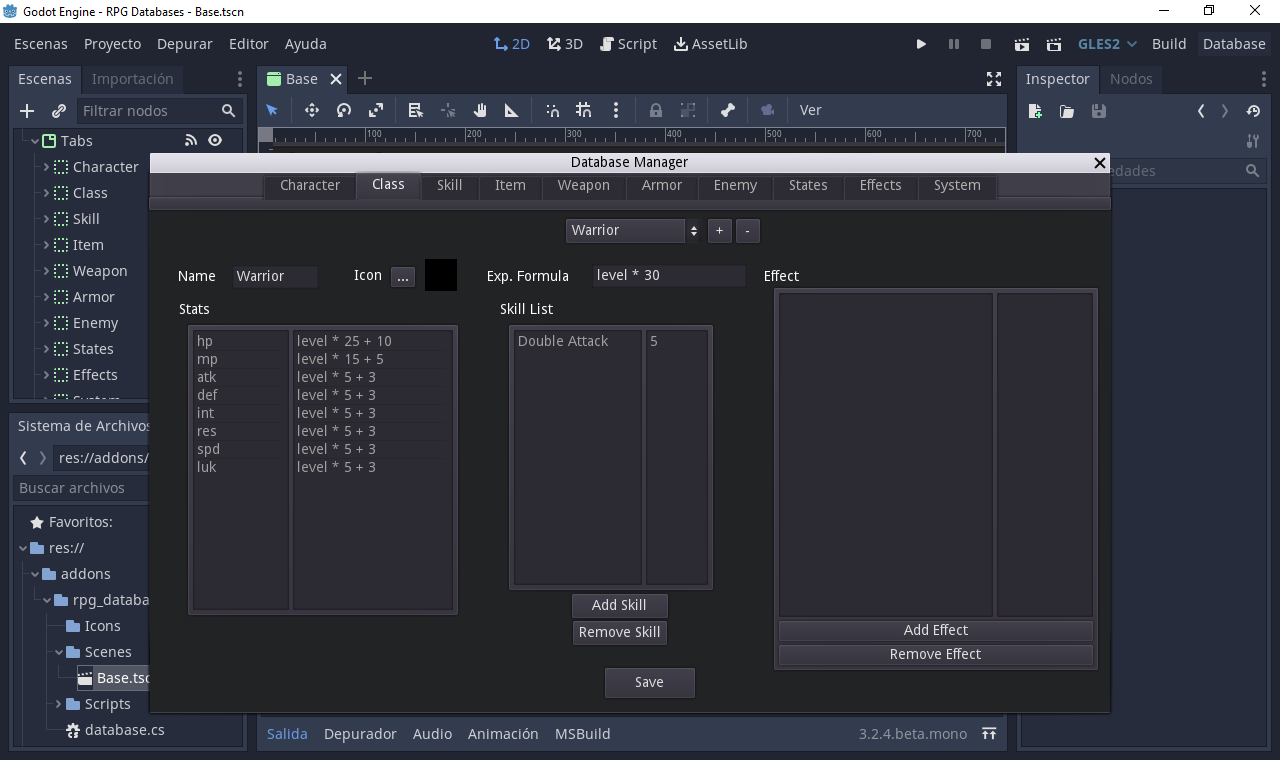 Godot Engine - RPG Databases - Base.tscn
Escenas Proyecto Depurar Editor Ayuda 2D 3D Script AssetLib GLES2 Build Database
Escenas Importación Base Inspector Nodos
Filtrar nodos Ver
100 200 300 400 500 600 700
Tabs
Database Manager
Character
Class
Skill
Item
Weapon
Armor
Enemy
States
Effects
Character Class Skill Item Weapon Armor Enemy States Effects System
Warrior + -
Name Warrior Icon ... Exp. Formula level * 30 Effect
Stats Skill List
hp level * 25 + 10
mp level * 15 + 5
atk level * 5 + 3
def level * 5 + 3
int level * 5 + 3
res level * 5 + 3
spd level * 5 + 3
luk level * 5 + 3
Double Attack 5
Add Skill
Remove Skill
Add Effect
Remove Effect
Save
Sistema de Archivos
res://addons/
Buscar archivos
Favoritos:
res://
addons
rpg_databa
Icons
Scenes
Base.tsc
Scripts
database.cs
Salida Depurador Audio Animación MSBuild 3.2.4.beta.mono